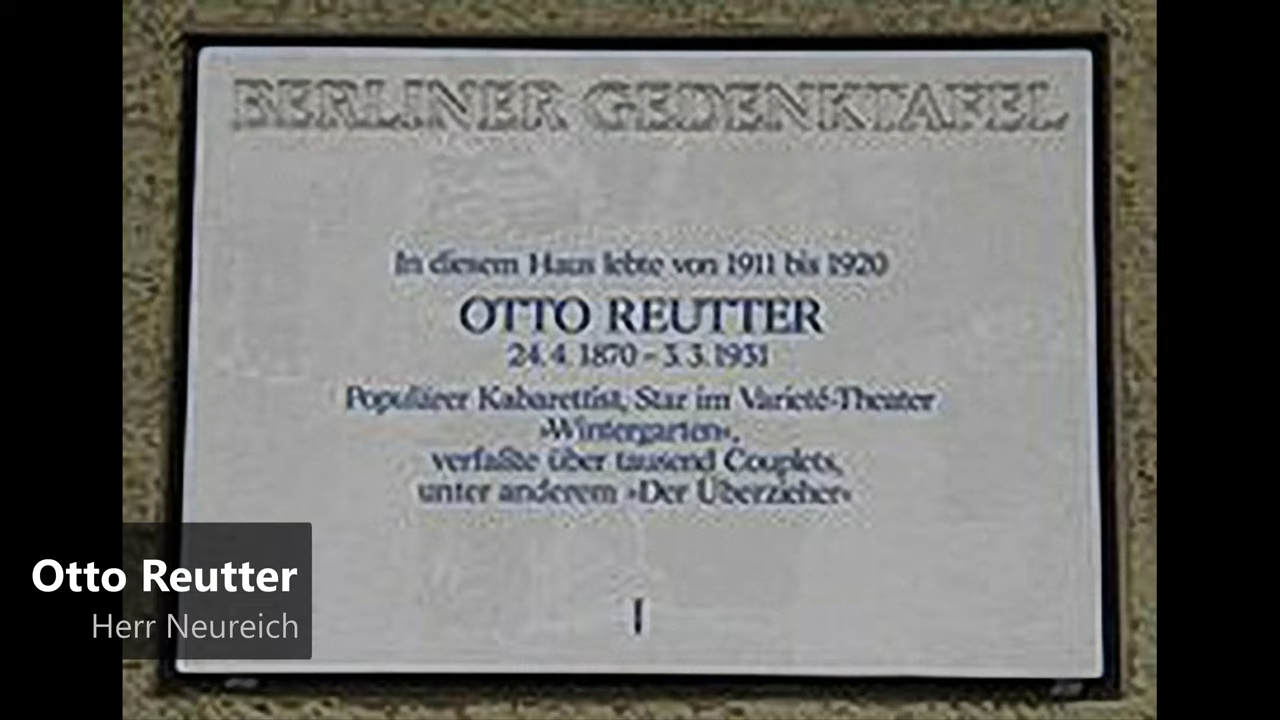 BERLINER GEDENKTAFEL
In diesem Haus lebte von 1911 bis 1920
OTTO REUTTER
24. 4. 1870 – 3. 3. 1931
Populärer Kabarettist, Star im Varieté-Theater
»Wintergarten«,
verfaßte über tausend Couplets,
unter anderem »Der Überzieher«
Otto Reutter
Herr Neureich